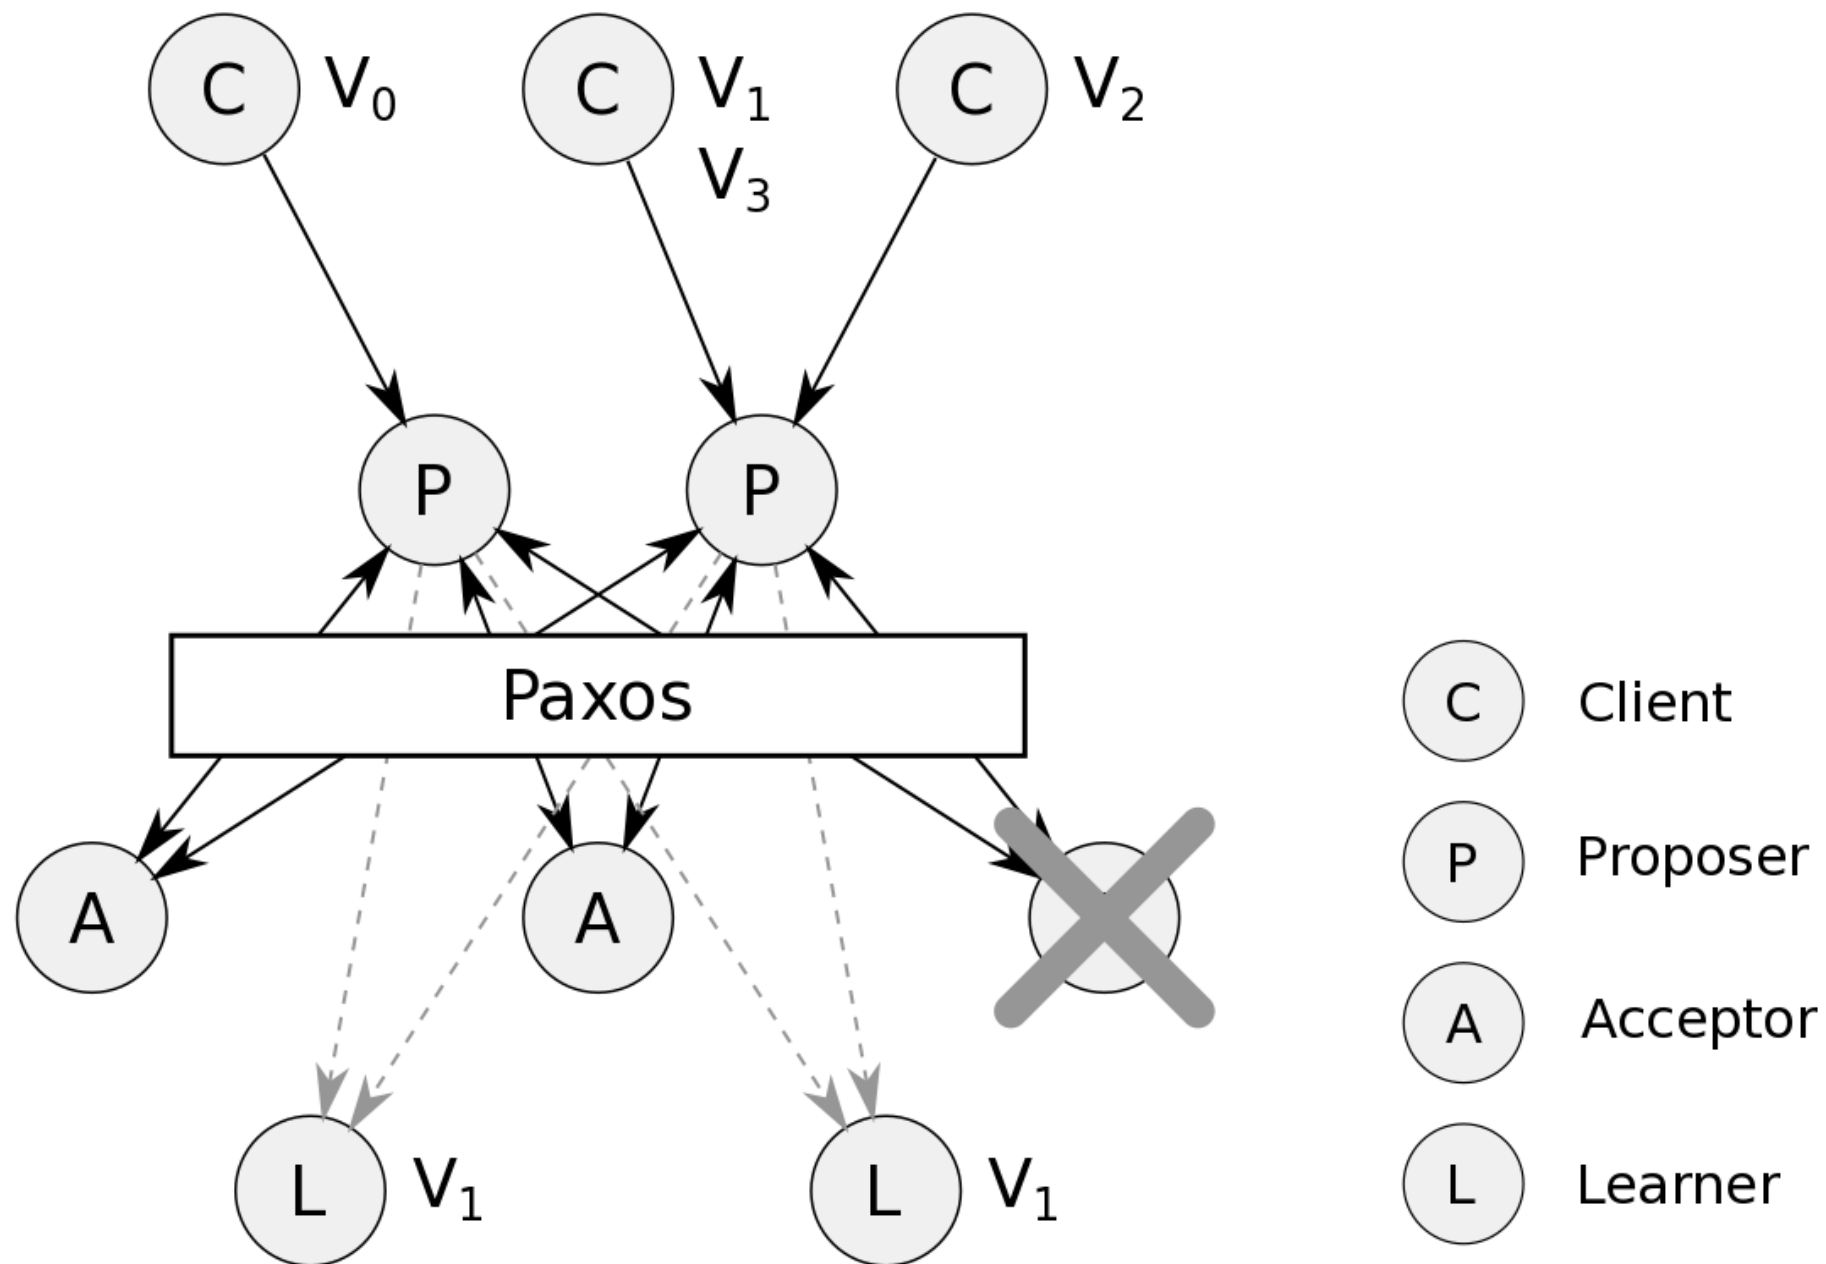 C V₀ C V₁ C V₂
V₃
P P
Paxos
A A
L V₁ L V₁
C Client
P Proposer
A Acceptor
L Learner